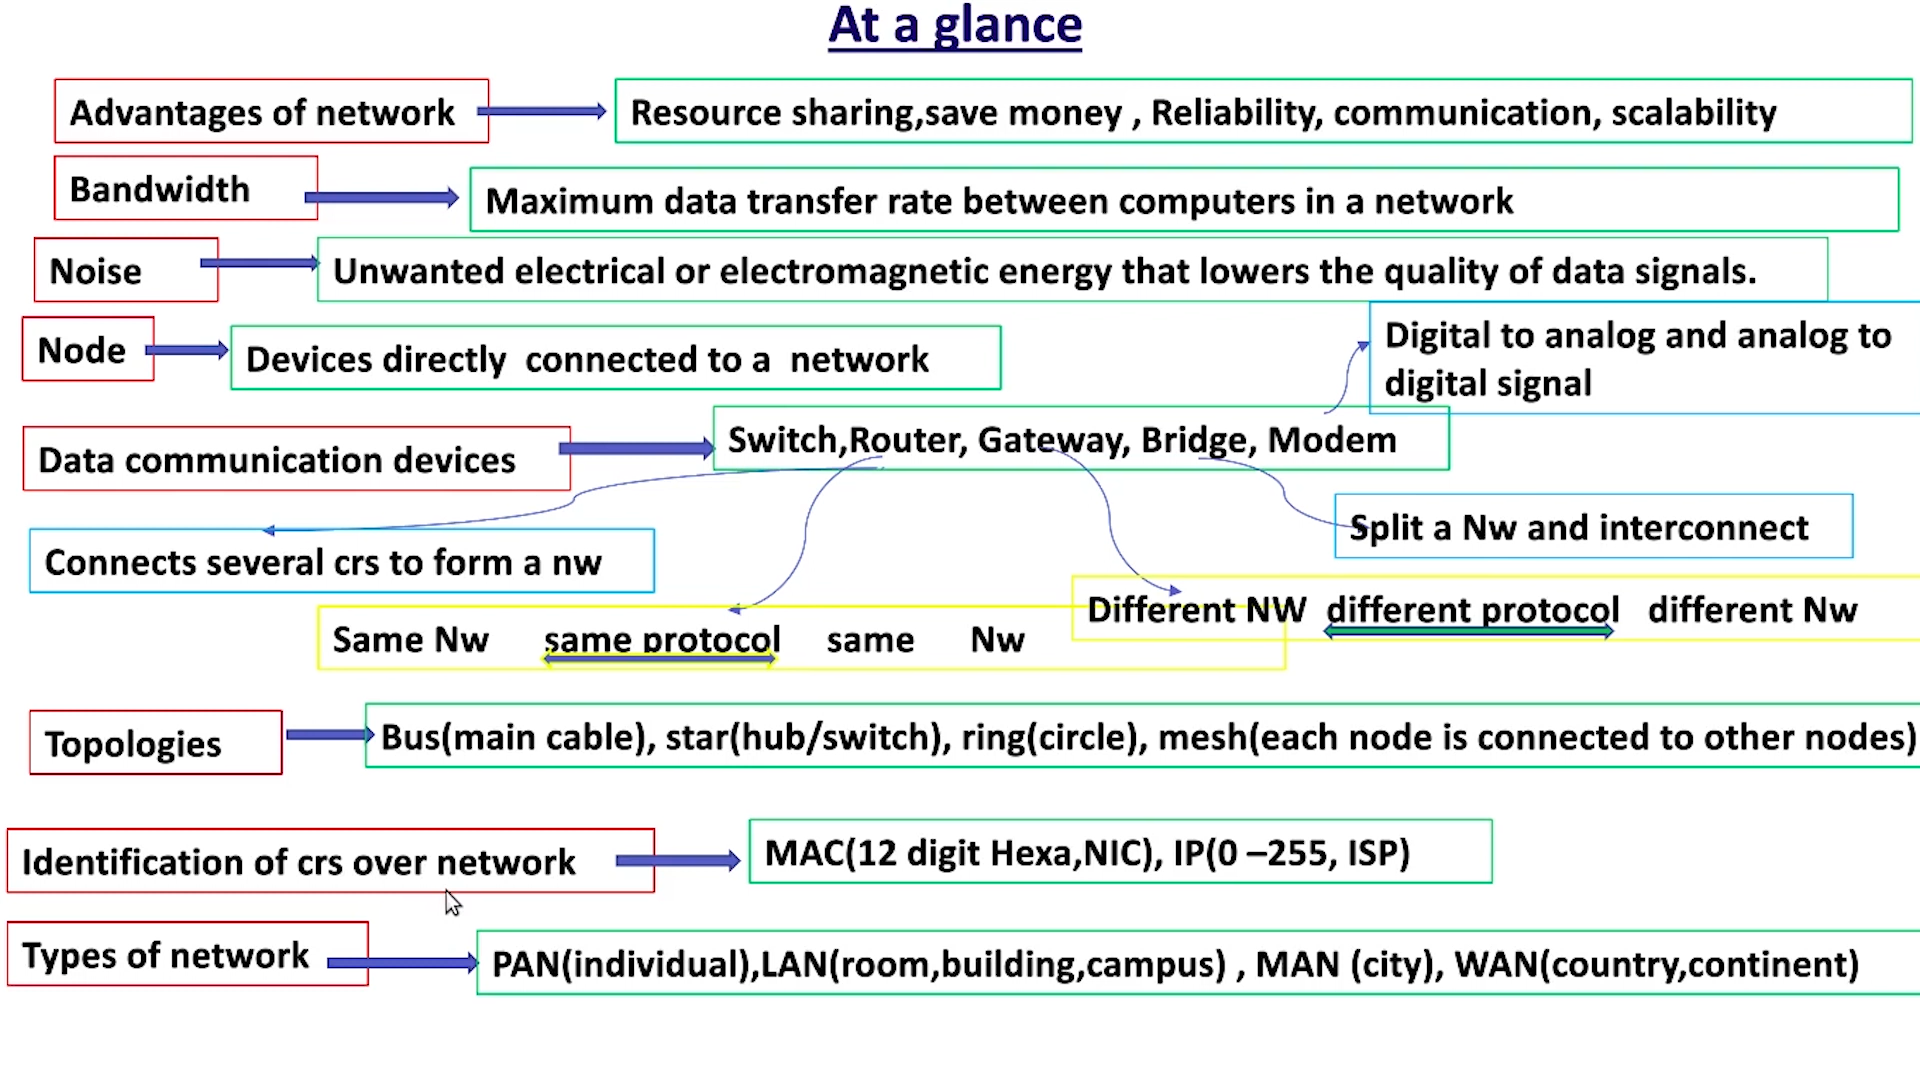 At a glance
Advantages of network
Resource sharing,save money , Reliability, communication, scalability
Bandwidth
Maximum data transfer rate between computers in a network
Noise
Unwanted electrical or electromagnetic energy that lowers the quality of data signals.
Node
Devices directly connected to a network
Digital to analog and analog to
digital signal
Data communication devices
Switch,Router, Gateway, Bridge, Modem
Split a Nw and interconnect
Connects several crs to form a nw
Different NW different protocol different Nw
Same Nw same protocol same Nw
Topologies
Bus(main cable), star(hub/switch), ring(circle), mesh(each node is connected to other nodes)
Identification of crs over network
MAC(12 digit Hexa,NIC), IP(0 –255, ISP)
Types of network
PAN(individual),LAN(room,building,campus) , MAN (city), WAN(country,continent)